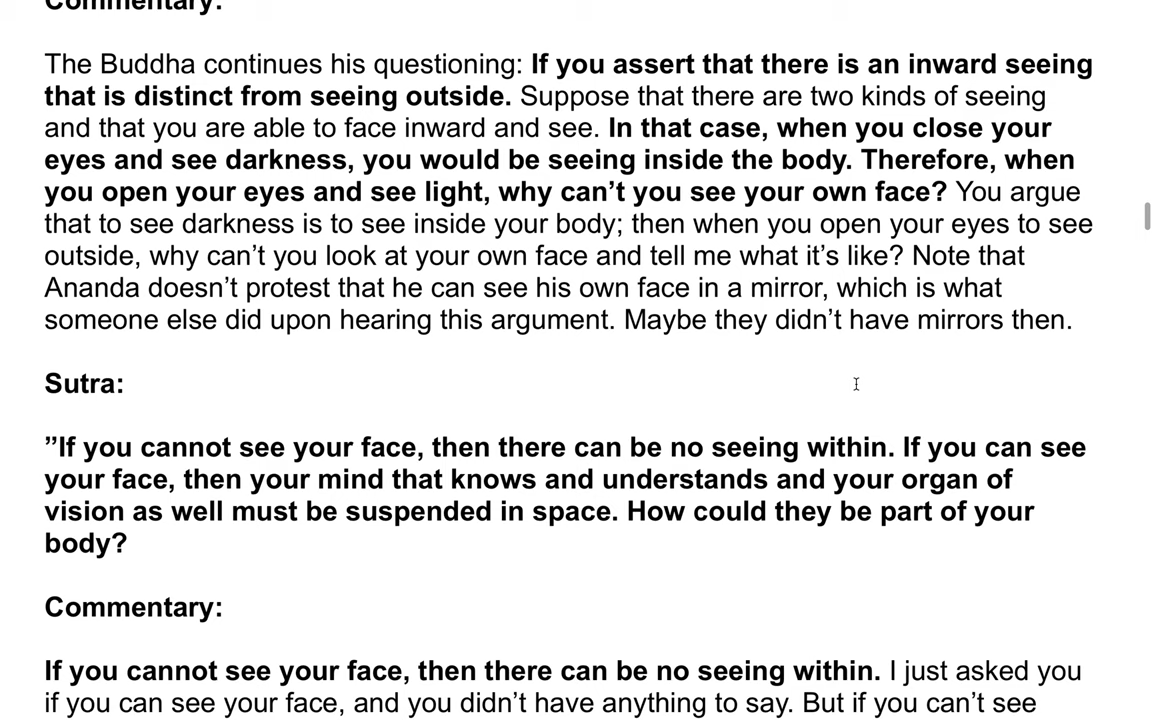 Commentary:
The Buddha continues his questioning: If you assert that there is an inward seeing
that is distinct from seeing outside. Suppose that there are two kinds of seeing
and that you are able to face inward and see. In that case, when you close your
eyes and see darkness, you would be seeing inside the body. Therefore, when
you open your eyes and see light, why can’t you see your own face? You argue
that to see darkness is to see inside your body; then when you open your eyes to see
outside, why can’t you look at your own face and tell me what it’s like? Note that
Ananda doesn’t protest that he can see his own face in a mirror, which is what
someone else did upon hearing this argument. Maybe they didn’t have mirrors then.
Sutra:
”If you cannot see your face, then there can be no seeing within. If you can see
your face, then your mind that knows and understands and your organ of
vision as well must be suspended in space. How could they be part of your
body?
Commentary:
If you cannot see your face, then there can be no seeing within. I just asked you
if you can see your face, and you didn’t have anything to say. But if you can’t see